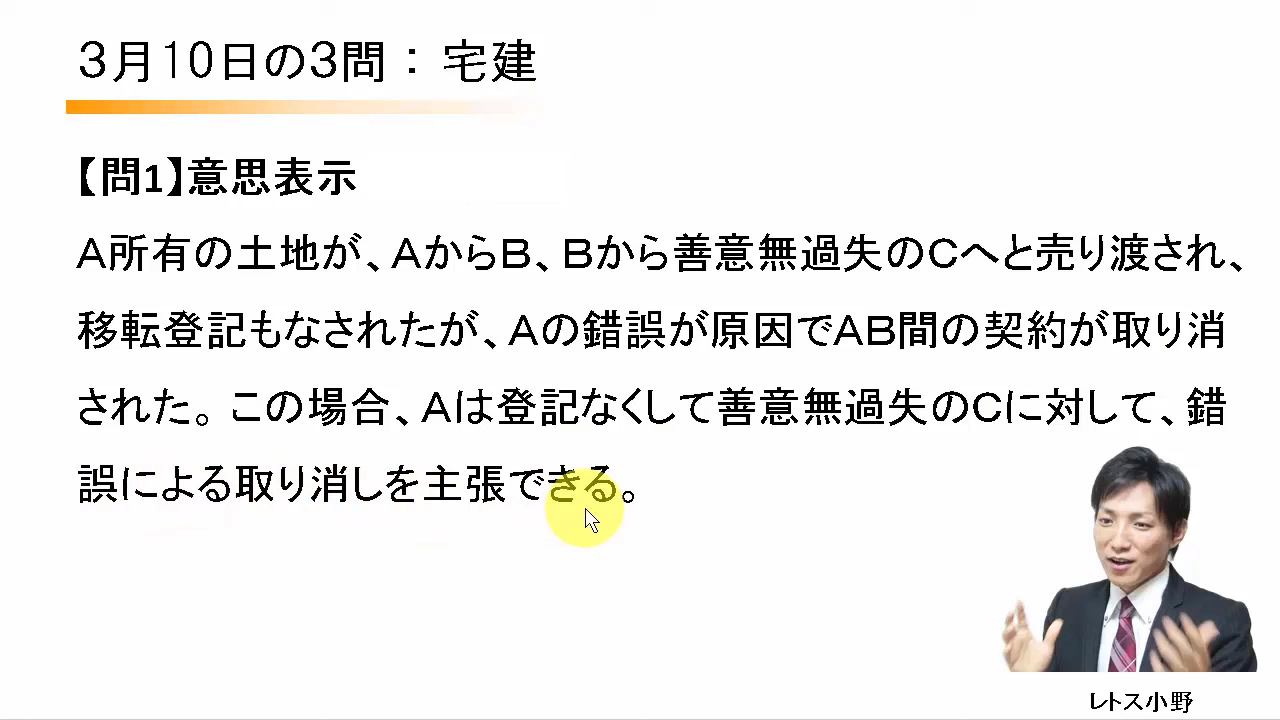 3月10日の3問：宅建
【問1】意思表示
A所有の土地が、AからB、Bから善意無過失のCへと売り渡され、
移転登記もなされたが、Aの錯誤が原因でAB間の契約が取り消
された。この場合、Aは登記なくして善意無過失のCに対して、錯
誤による取り消しを主張できる。
レトス小野